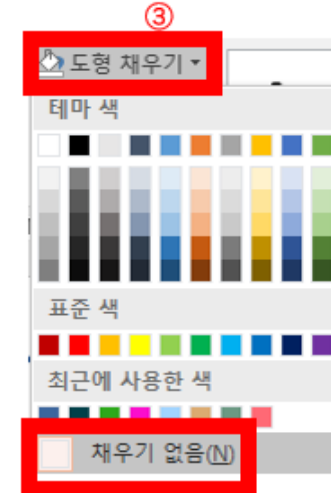 ③
도형 채우기
테마 색
표준 색
최근에 사용한 색
채우기 없음(N)